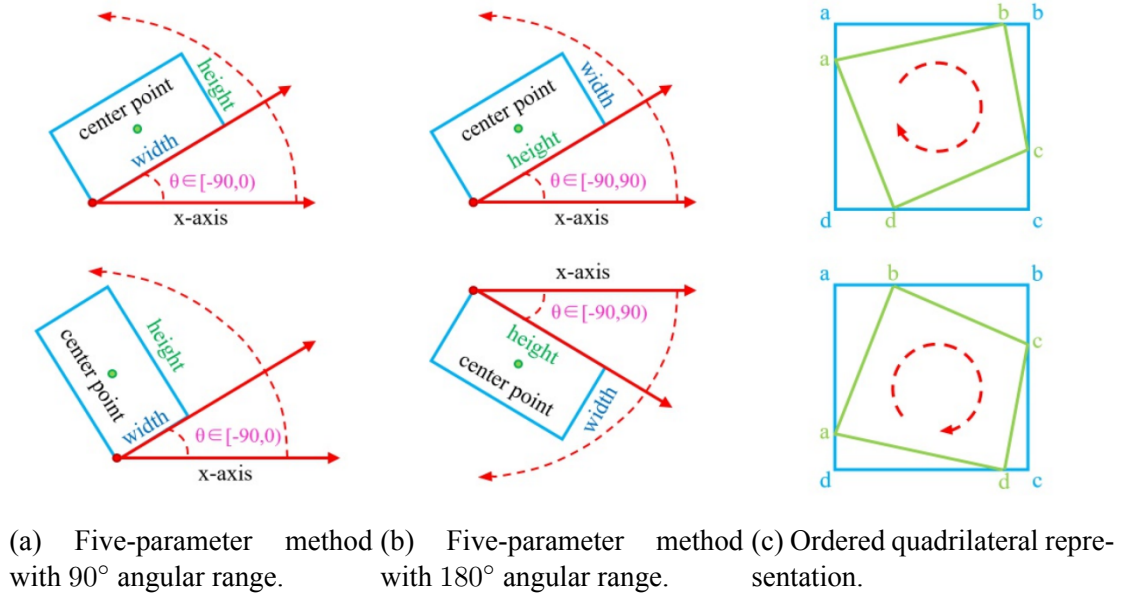 height
center point
width
θ∈[-90,0)
x-axis
width
center point
height
θ∈[-90,90)
x-axis
a
b
b
a
c
d
d
c
height
center point
width
θ∈[-90,0)
x-axis
x-axis
θ∈[-90,90)
height
center point
width
a
b
b
c
a
d
d
c
(a) Five-parameter method
with 90° angular range.
(b) Five-parameter method
with 180° angular range.
(c) Ordered quadrilateral repre-
sentation.